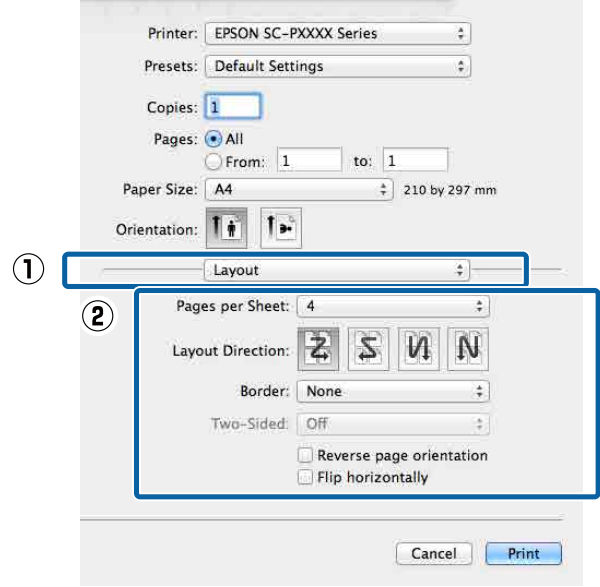 Printer: EPSON SC-PXXXX Series
Presets: Default Settings
Copies: 1
Pages: All
From: 1 to: 1
Paper Size: A4 210 by 297 mm
Orientation:
① Layout
②
Pages per Sheet: 4
Layout Direction:
Border: None
Two-Sided: Off
Reverse page orientation
Flip horizontally
Cancel Print